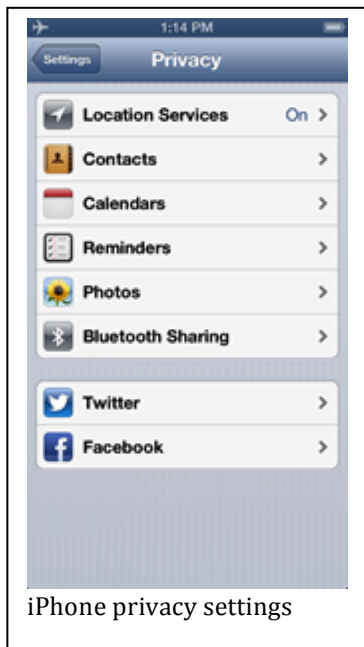 1:14 PM
Settings
Privacy
Location Services On
Contacts
Calendars
Reminders
Photos
Bluetooth Sharing
Twitter
Facebook
iPhone privacy settings